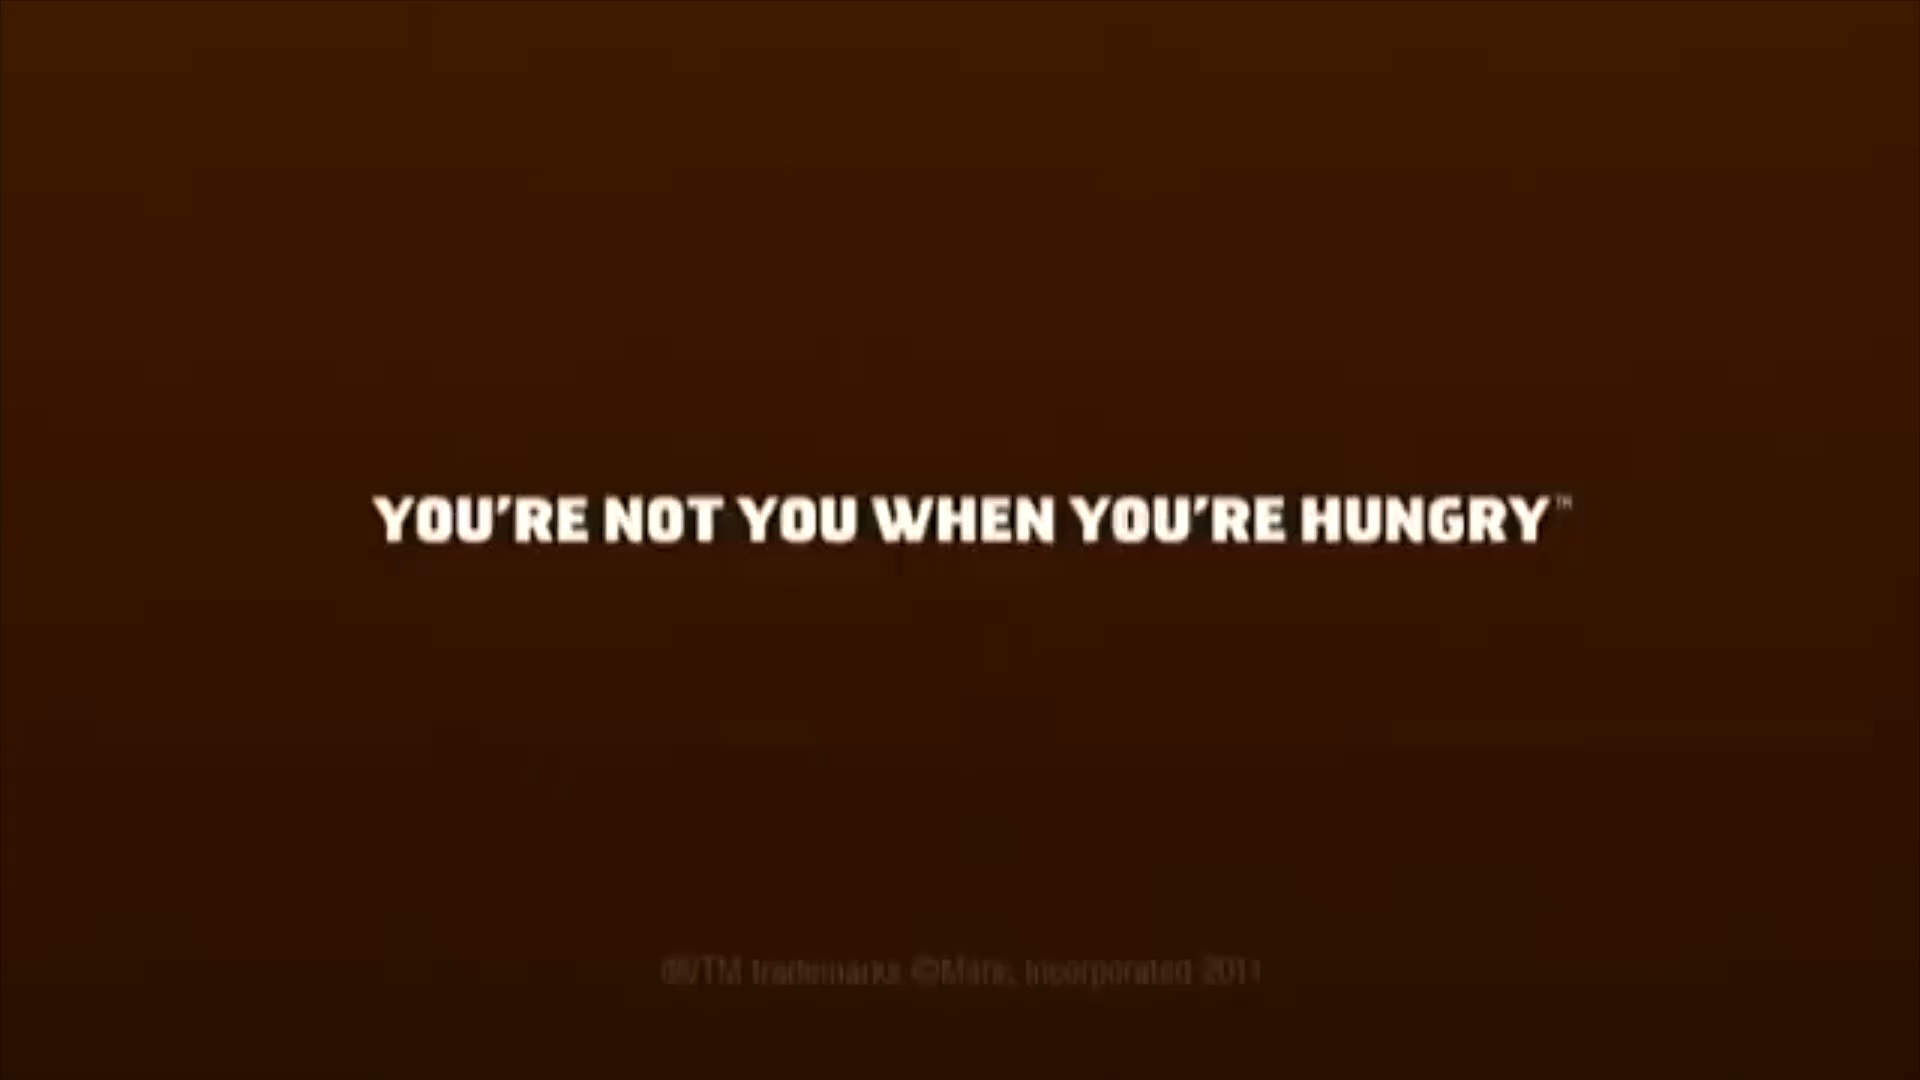 YOU'RE NOT YOU WHEN YOU'RE HUNGRY™
®/TM trademarks ©Mars, Incorporated 2011